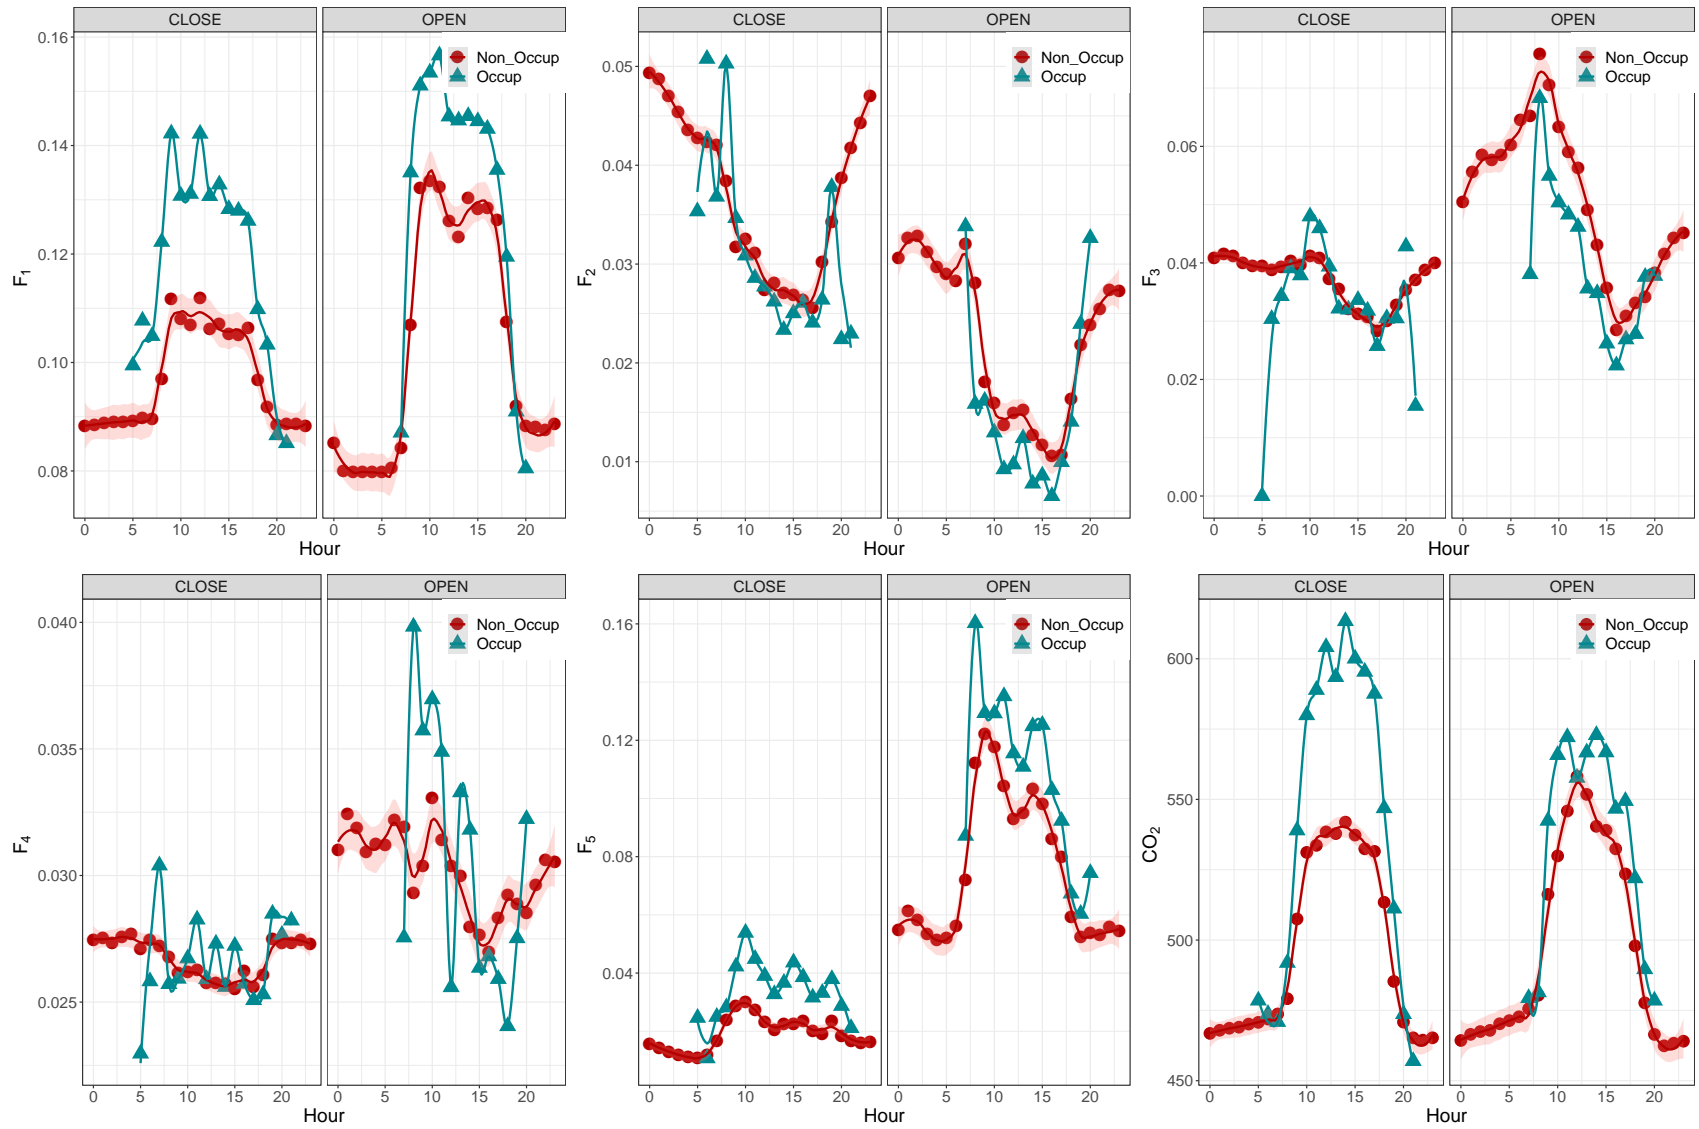 CLOSE OPEN
Non_Occup
Occup
0.16
0.14
0.12
0.10
0.08
F1
0 5 10 15 20 0 5 10 15 20
Hour
CLOSE OPEN
Non_Occup
Occup
0.05
0.04
0.03
0.02
0.01
F2
0 5 10 15 20 0 5 10 15 20
Hour
CLOSE OPEN
Non_Occup
Occup
0.06
0.04
0.02
0.00
F3
0 5 10 15 20 0 5 10 15 20
Hour
CLOSE OPEN
Non_Occup
Occup
0.040
0.035
0.030
0.025
F4
0 5 10 15 20 0 5 10 15 20
Hour
CLOSE OPEN
Non_Occup
Occup
0.16
0.12
0.08
0.04
F5
0 5 10 15 20 0 5 10 15 20
Hour
CLOSE OPEN
Non_Occup
Occup
600
550
500
450
CO2
0 5 10 15 20 0 5 10 15 20
Hour